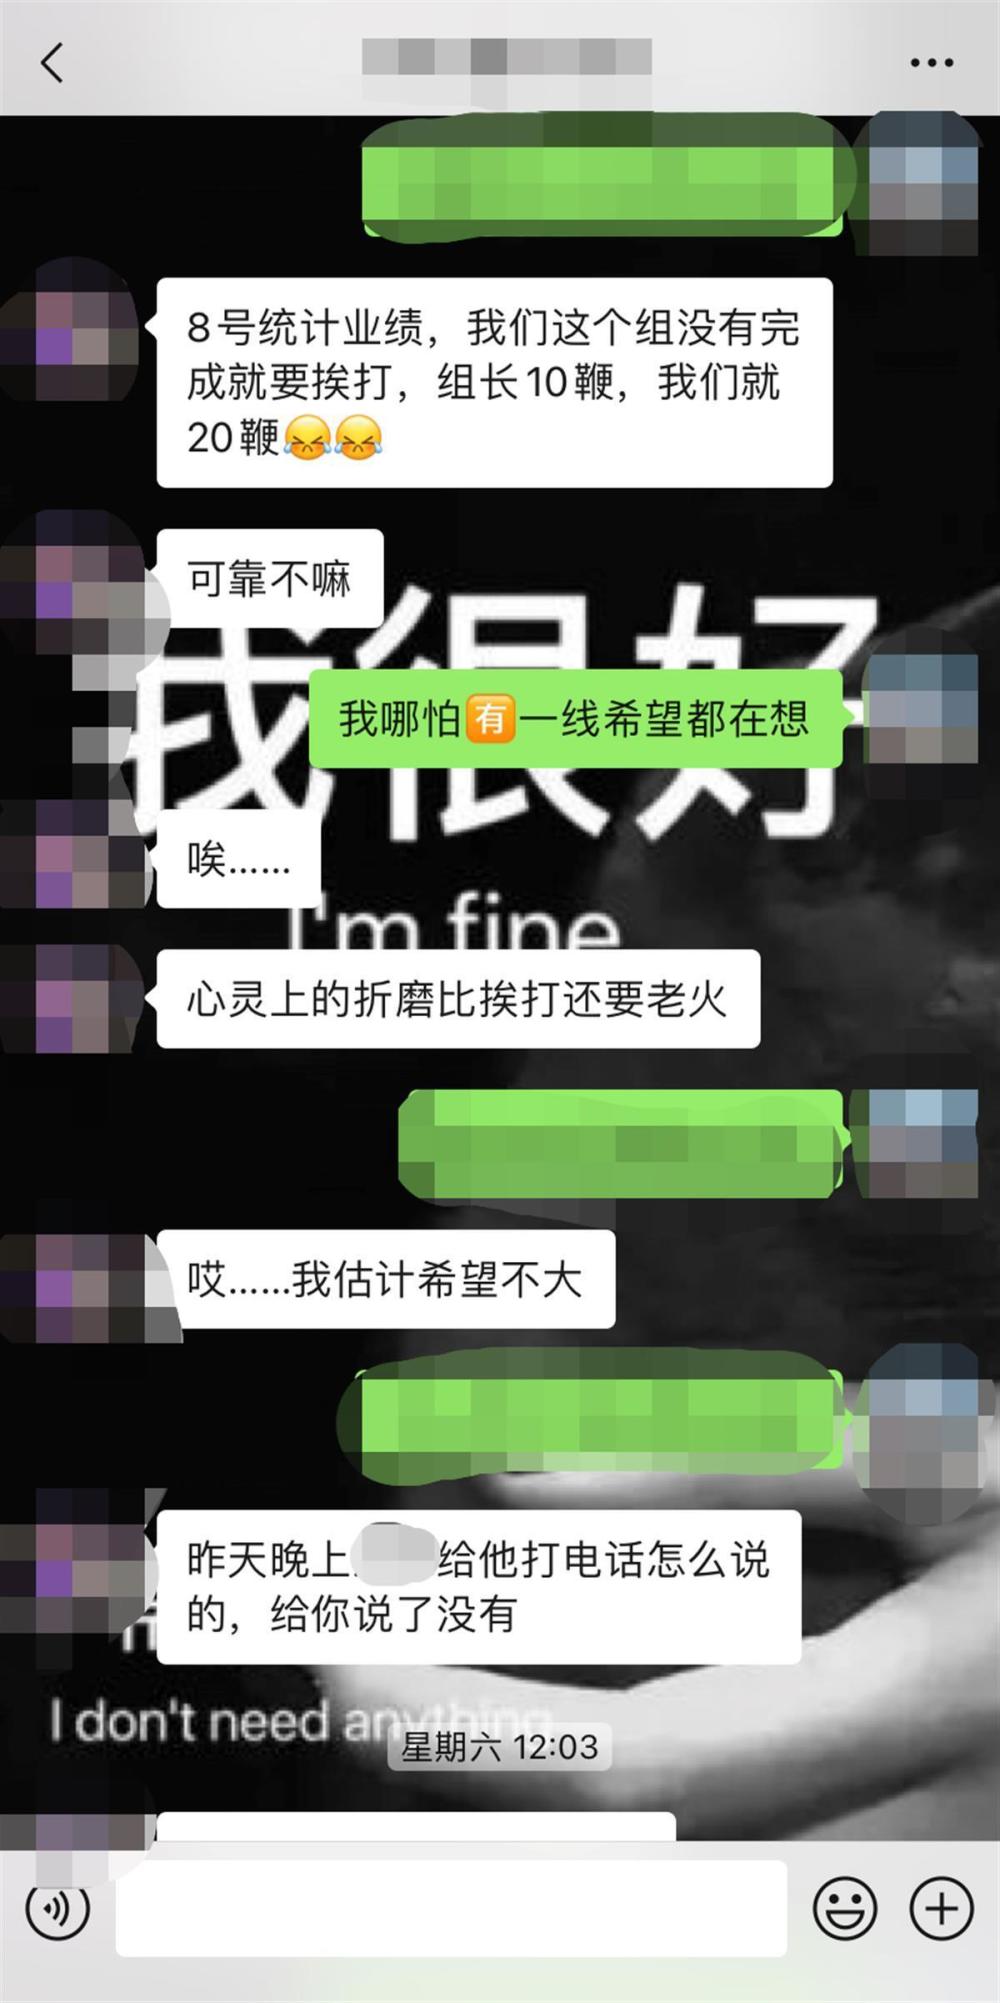 8号统计业绩，我们这个组没有完
成就要挨打，组长10鞭，我们就
20鞭😹😹
可靠不嘛
我很好
我哪怕🈶一线希望都在想
唉……
I'm fine
心灵上的折磨比挨打还要老火
哎……我估计希望不大
昨天晚上 给他打电话怎么说
的，给你说了没有
I don't need anything
星期六 12:03